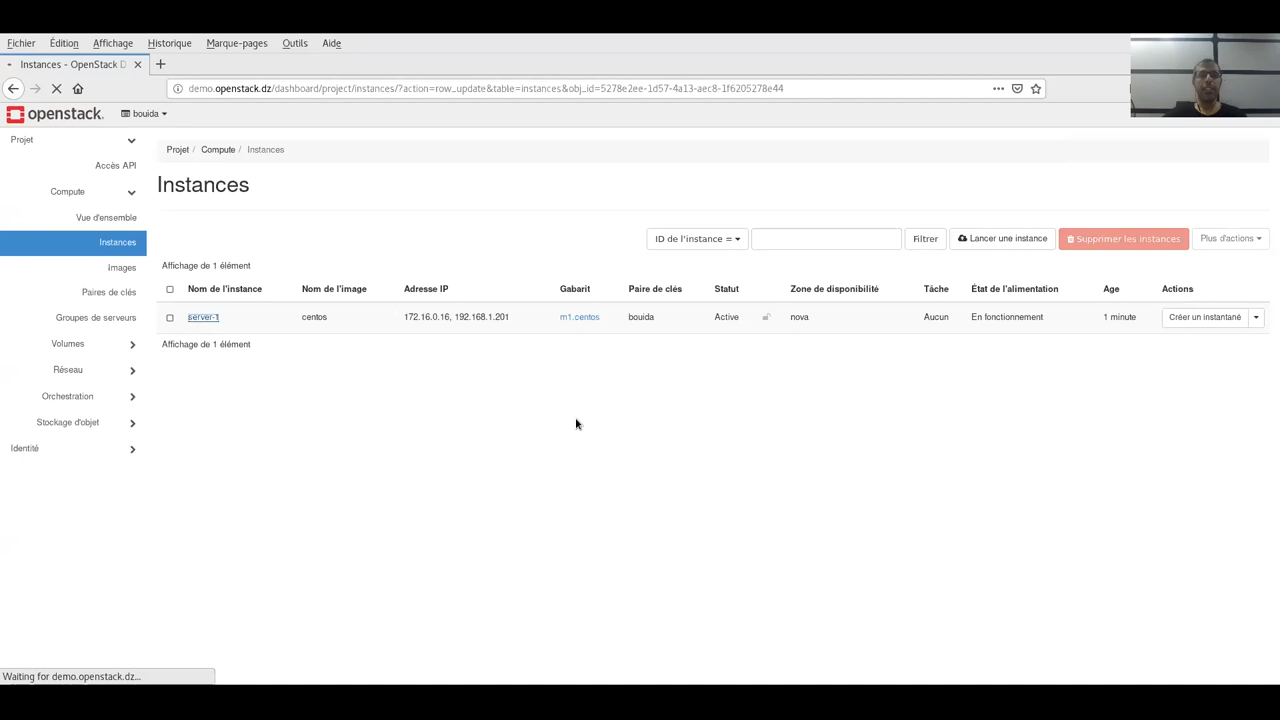 Fichier Édition Affichage Historique Marque-pages Outils Aide
Instances - OpenStack D
demo.openstack.dz/dashboard/project/instances/?action=row_update&table=instances&obj_id=5278e2ee-1d57-4a13-aec8-1f6205278e44
openstack. bouida
Projet
Accès API
Compute
Vue d'ensemble
Instances
Images
Paires de clés
Groupes de serveurs
Volumes
Réseau
Orchestration
Stockage d'objet
Identité
Projet / Compute / Instances
Instances
ID de l'instance = Filtrer Lancer une instance Supprimer les instances Plus d'actions
Affichage de 1 élément
Nom de l'instance Nom de l'image Adresse IP Gabarit Paire de clés Statut Zone de disponibilité Tâche État de l'alimentation Age Actions
server-1 centos 172.16.0.16, 192.168.1.201 m1.centos bouida Active nova Aucun En fonctionnement 1 minute Créer un instantané
Affichage de 1 élément
Waiting for demo.openstack.dz...